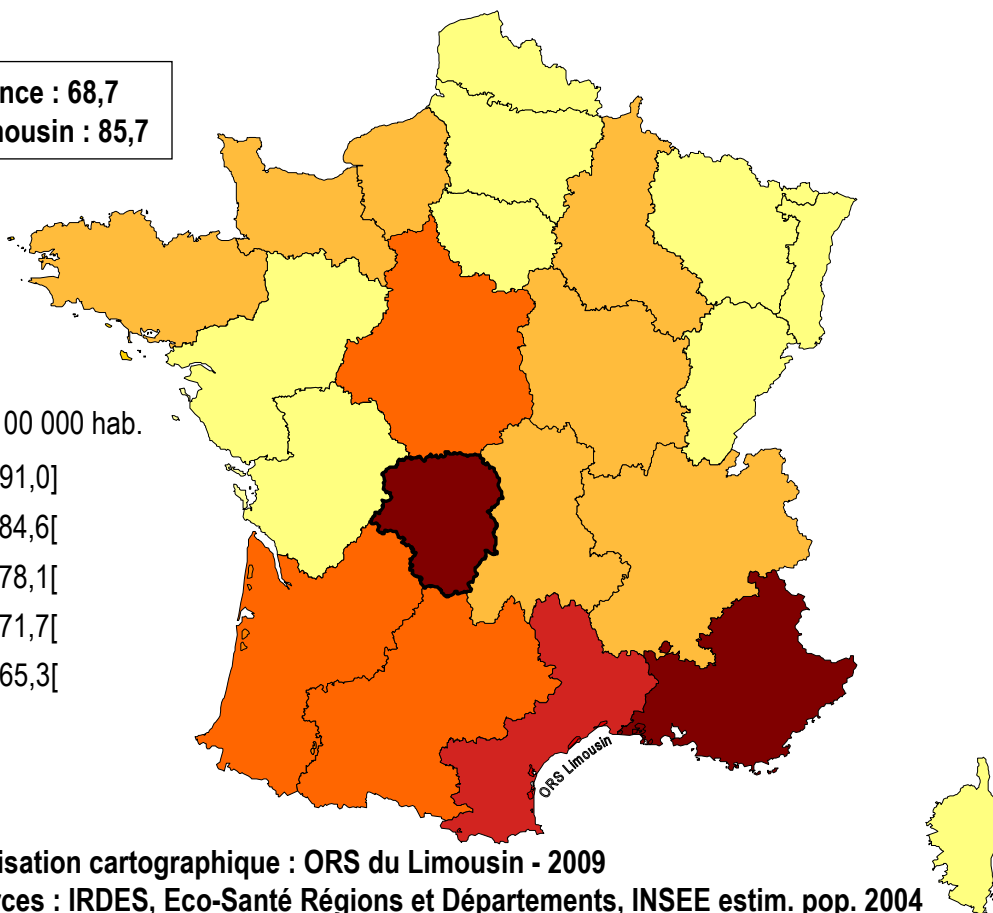 nce : 68,7
nousin : 85,7
00 000 hab.
91,0]
84,6[
78,1[
71,7[
65,3[
ORS Limousin
isation cartographique : ORS du Limousin - 2009
rces : IRDES, Eco-Santé Régions et Départements, INSEE estim. pop. 2004